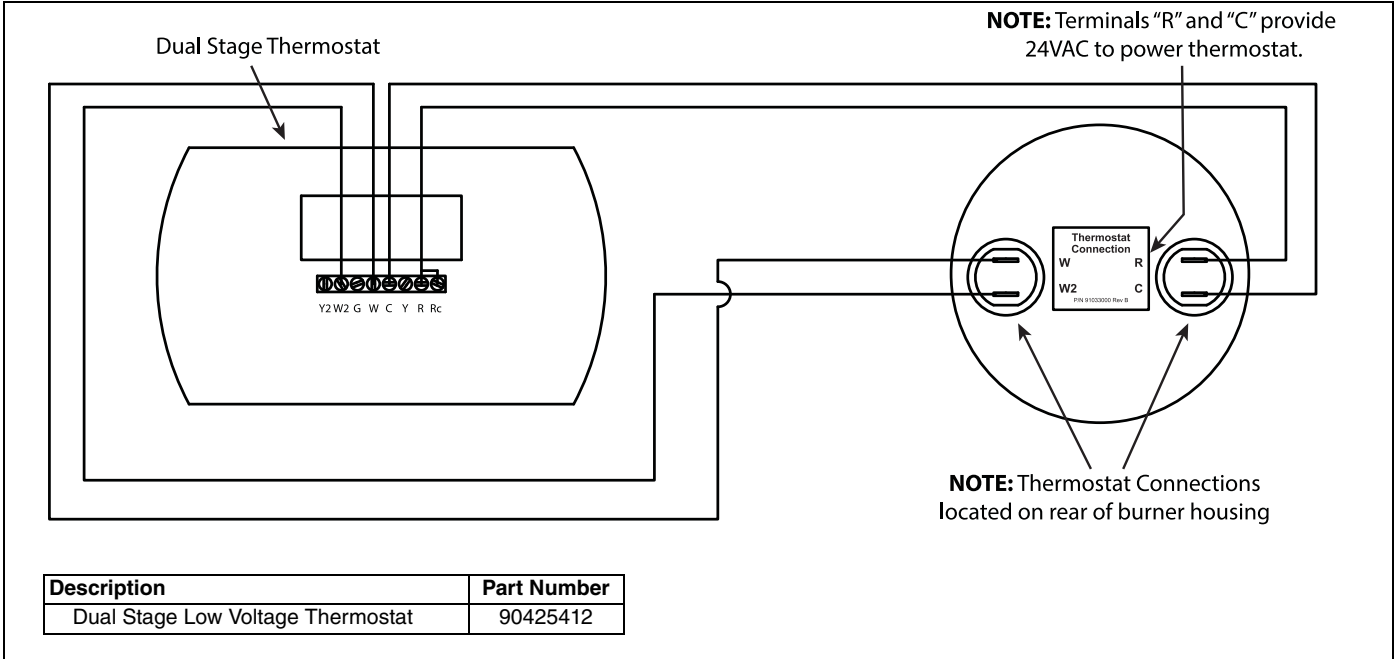 NOTE: Terminals “R” and “C” provide
24VAC to power thermostat.
Dual Stage Thermostat
Thermostat
Connection
W R
W2 C
P/N 91033000 Rev B
Y2 W2 G W C Y R Rc
NOTE: Thermostat Connections
located on rear of burner housing
Description Part Number
Dual Stage Low Voltage Thermostat 90425412